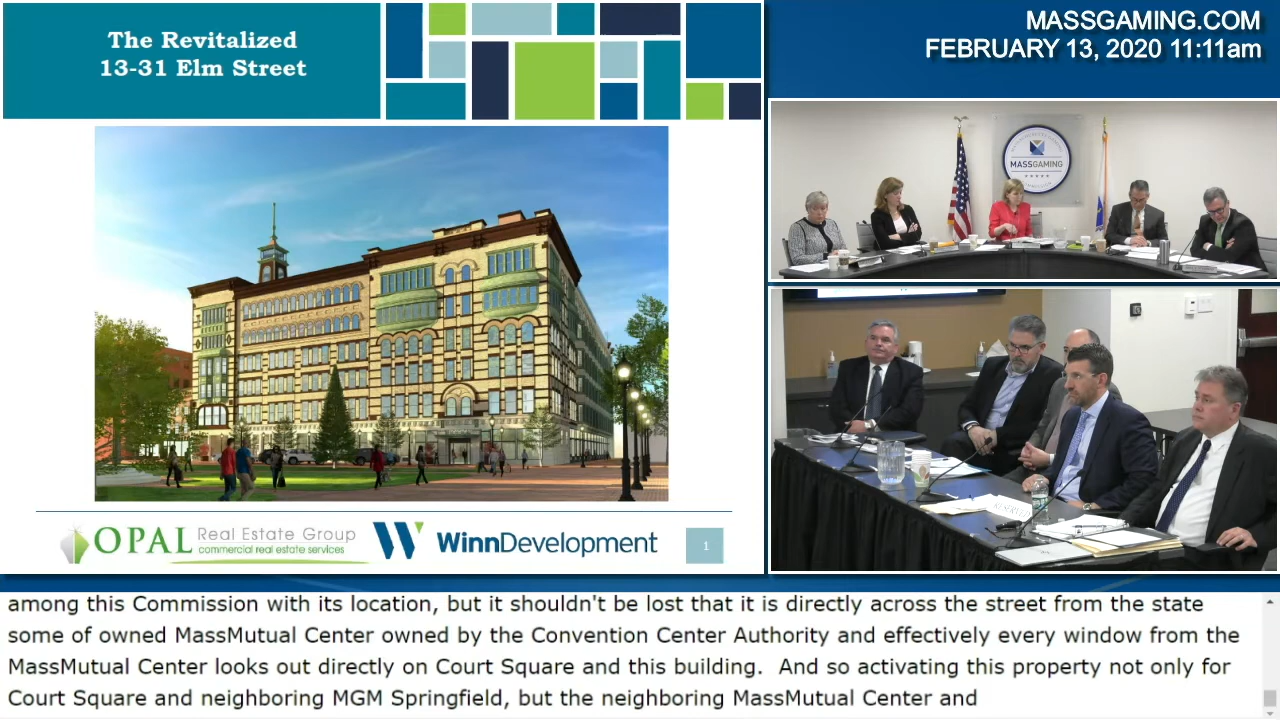 The Revitalized
13-31 Elm Street
MASSGAMING.COM
FEBRUARY 13, 2020 11:11am
MASSGAMING
RESERVED
OPAL Real Estate Group
commercial real estate services
WinnDevelopment
1
among this Commission with its location, but it shouldn't be lost that it is directly across the street from the state
some of owned MassMutual Center owned by the Convention Center Authority and effectively every window from the
MassMutual Center looks out directly on Court Square and this building.  And so activating this property not only for
Court Square and neighboring MGM Springfield, but the neighboring MassMutual Center and